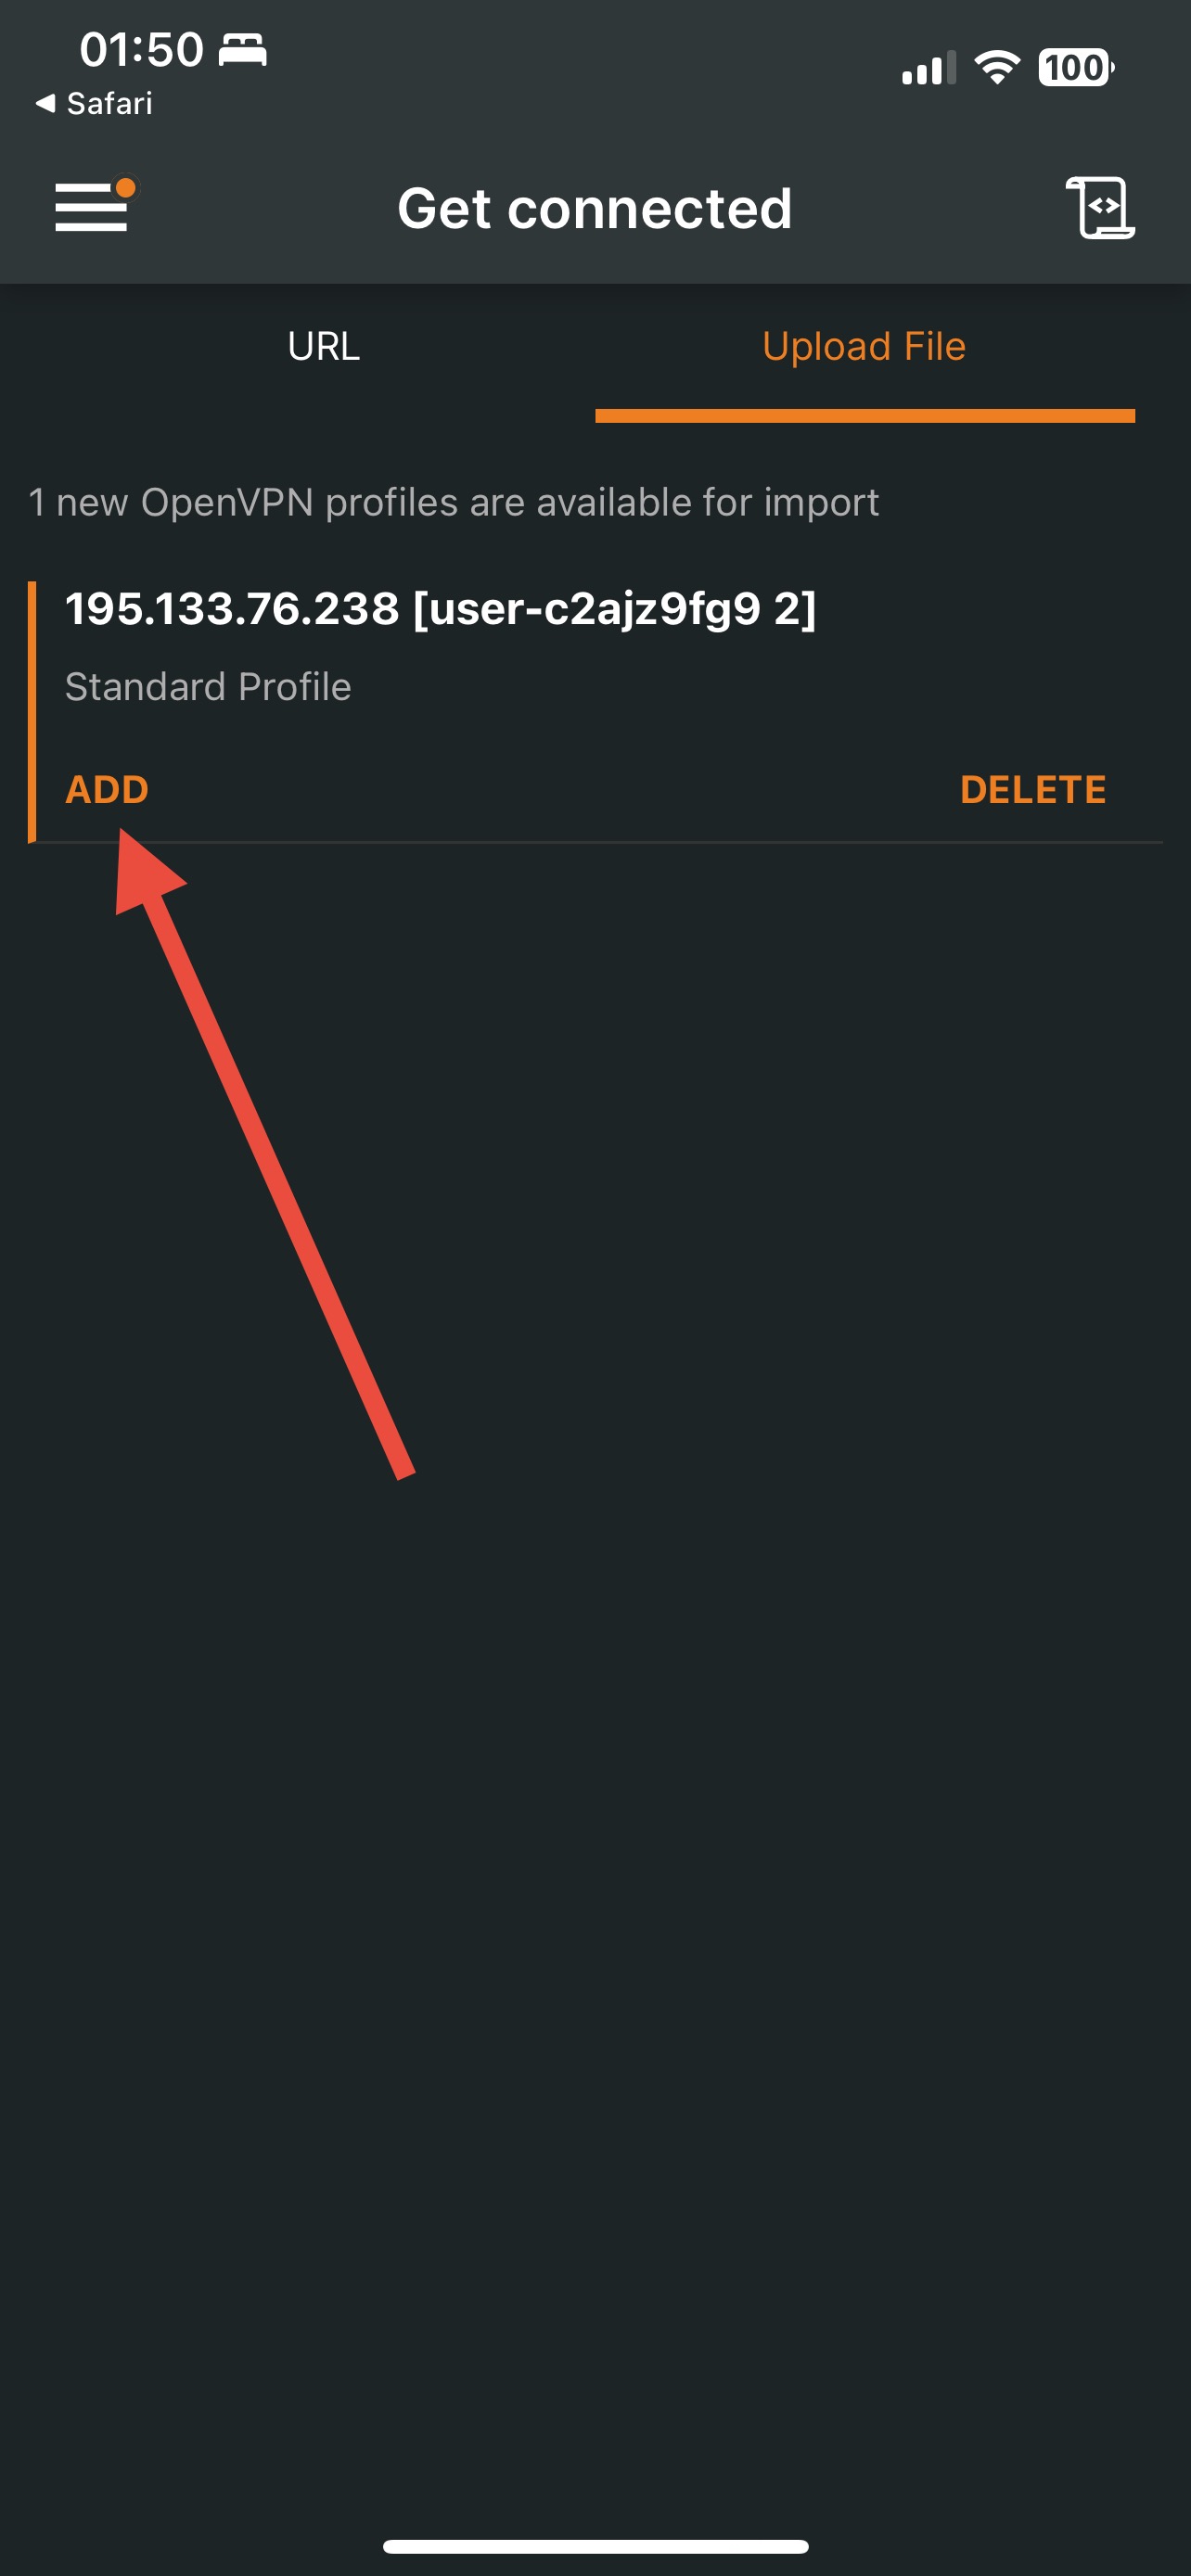 01:50
100
Safari
Get connected
URL
Upload File
1 new OpenVPN profiles are available for import
195.133.76.238 [user-c2ajz9fg9 2]
Standard Profile
ADD
DELETE